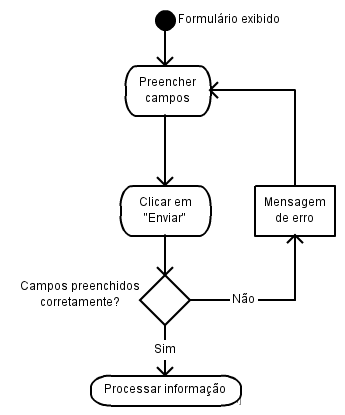 Formulário exibido
Preencher
campos
Clicar em
"Enviar"
Mensagem
de erro
Campos preenchidos
corretamente?
Não
Sim
Processar informação